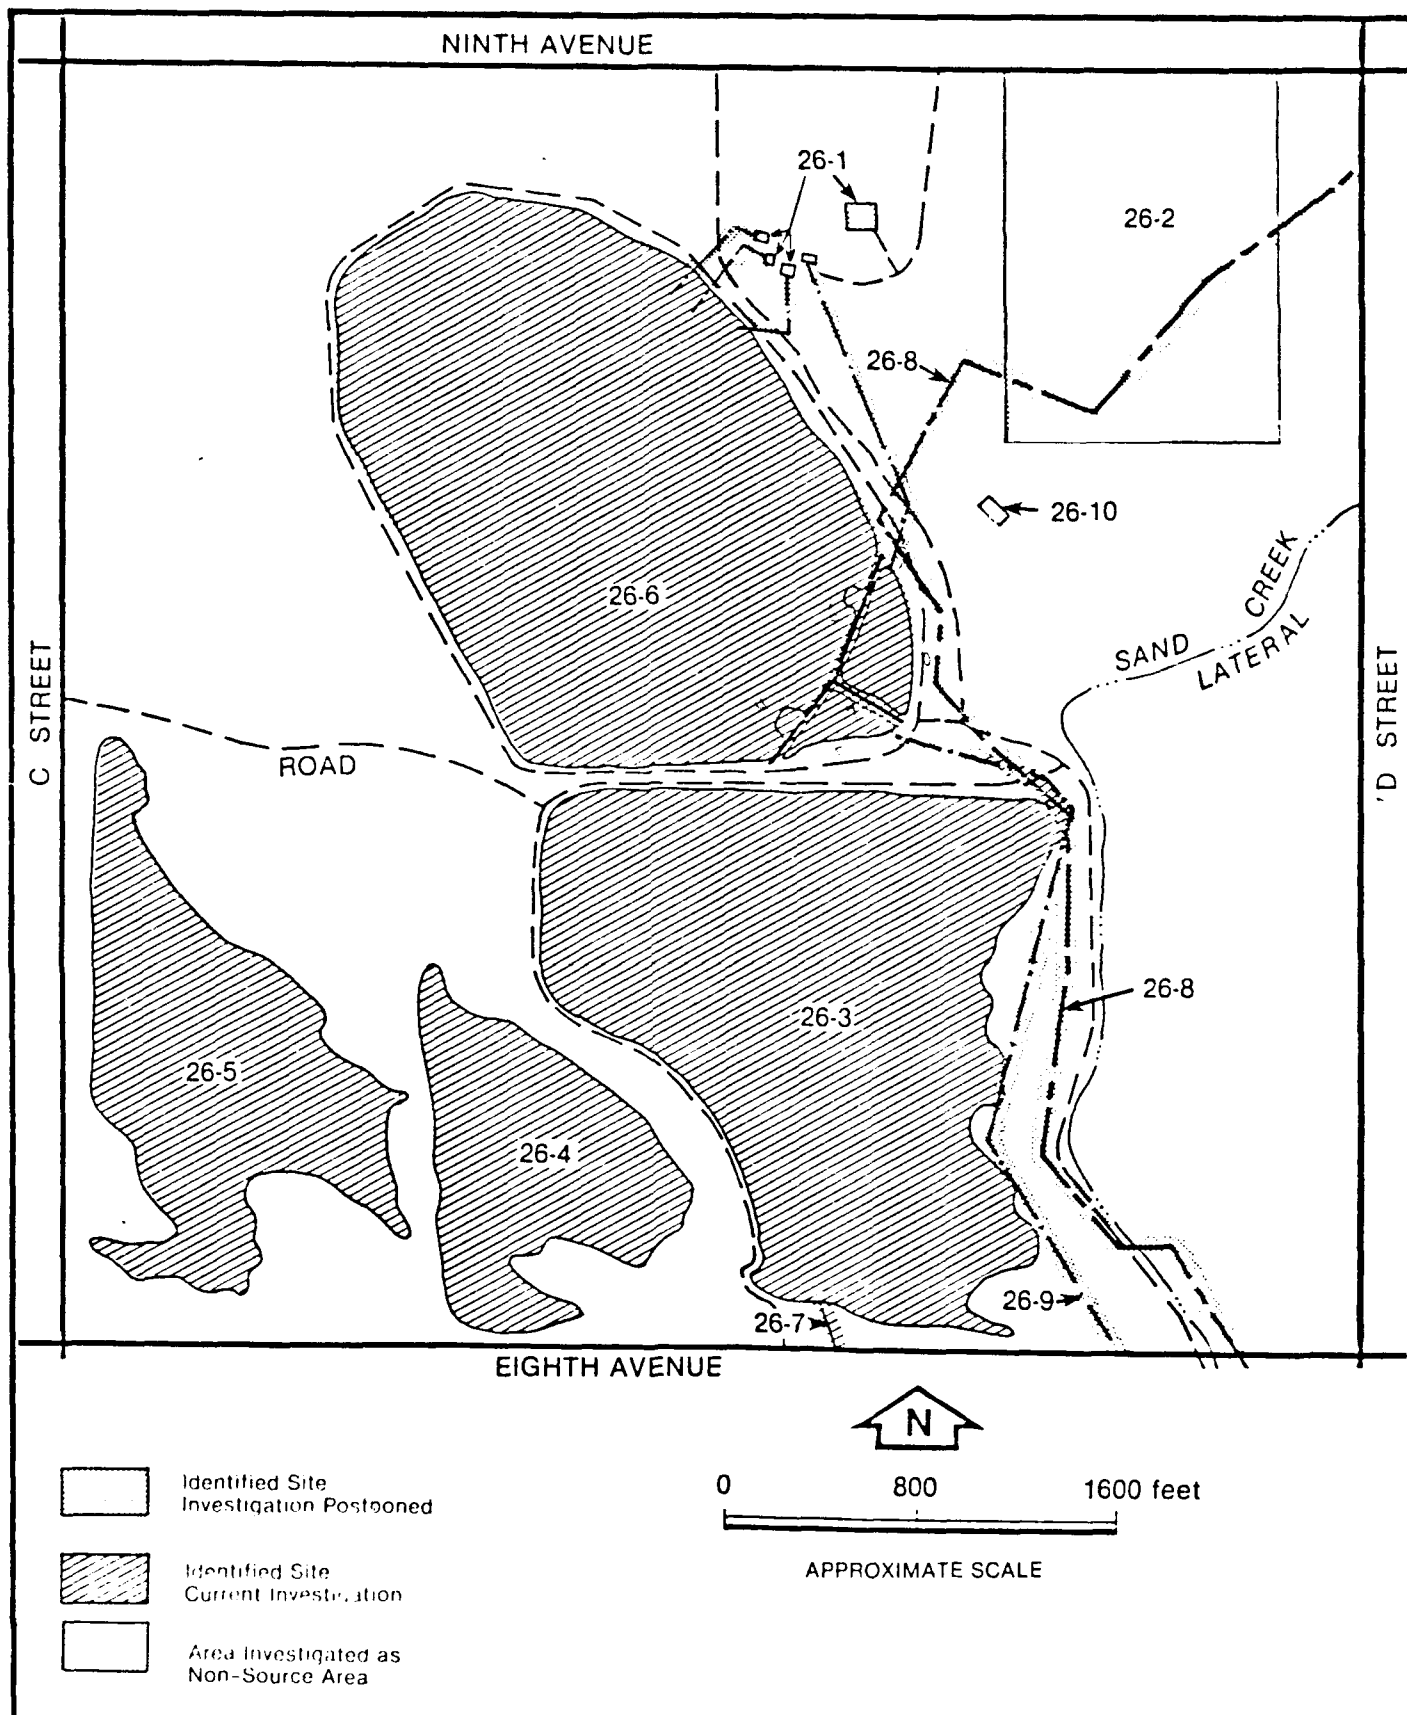 NINTH AVENUE
26-1
26-2
26-8
26-10
CREEK
SAND
LATERAL
26-6
C STREET
'D STREET
ROAD
26-8
26-3
26-5
26-4
26-9
26-7
EIGHTH AVENUE
N
0 800 1600 feet
APPROXIMATE SCALE
Identified Site
Investigation Postponed
Identified Site
Current Investigation
Area Investigated as
Non-Source Area